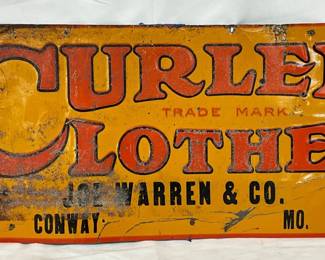 CURLE
TRADE MARK
CLOTHE
JOE WARREN & CO.
CONWAY MO.